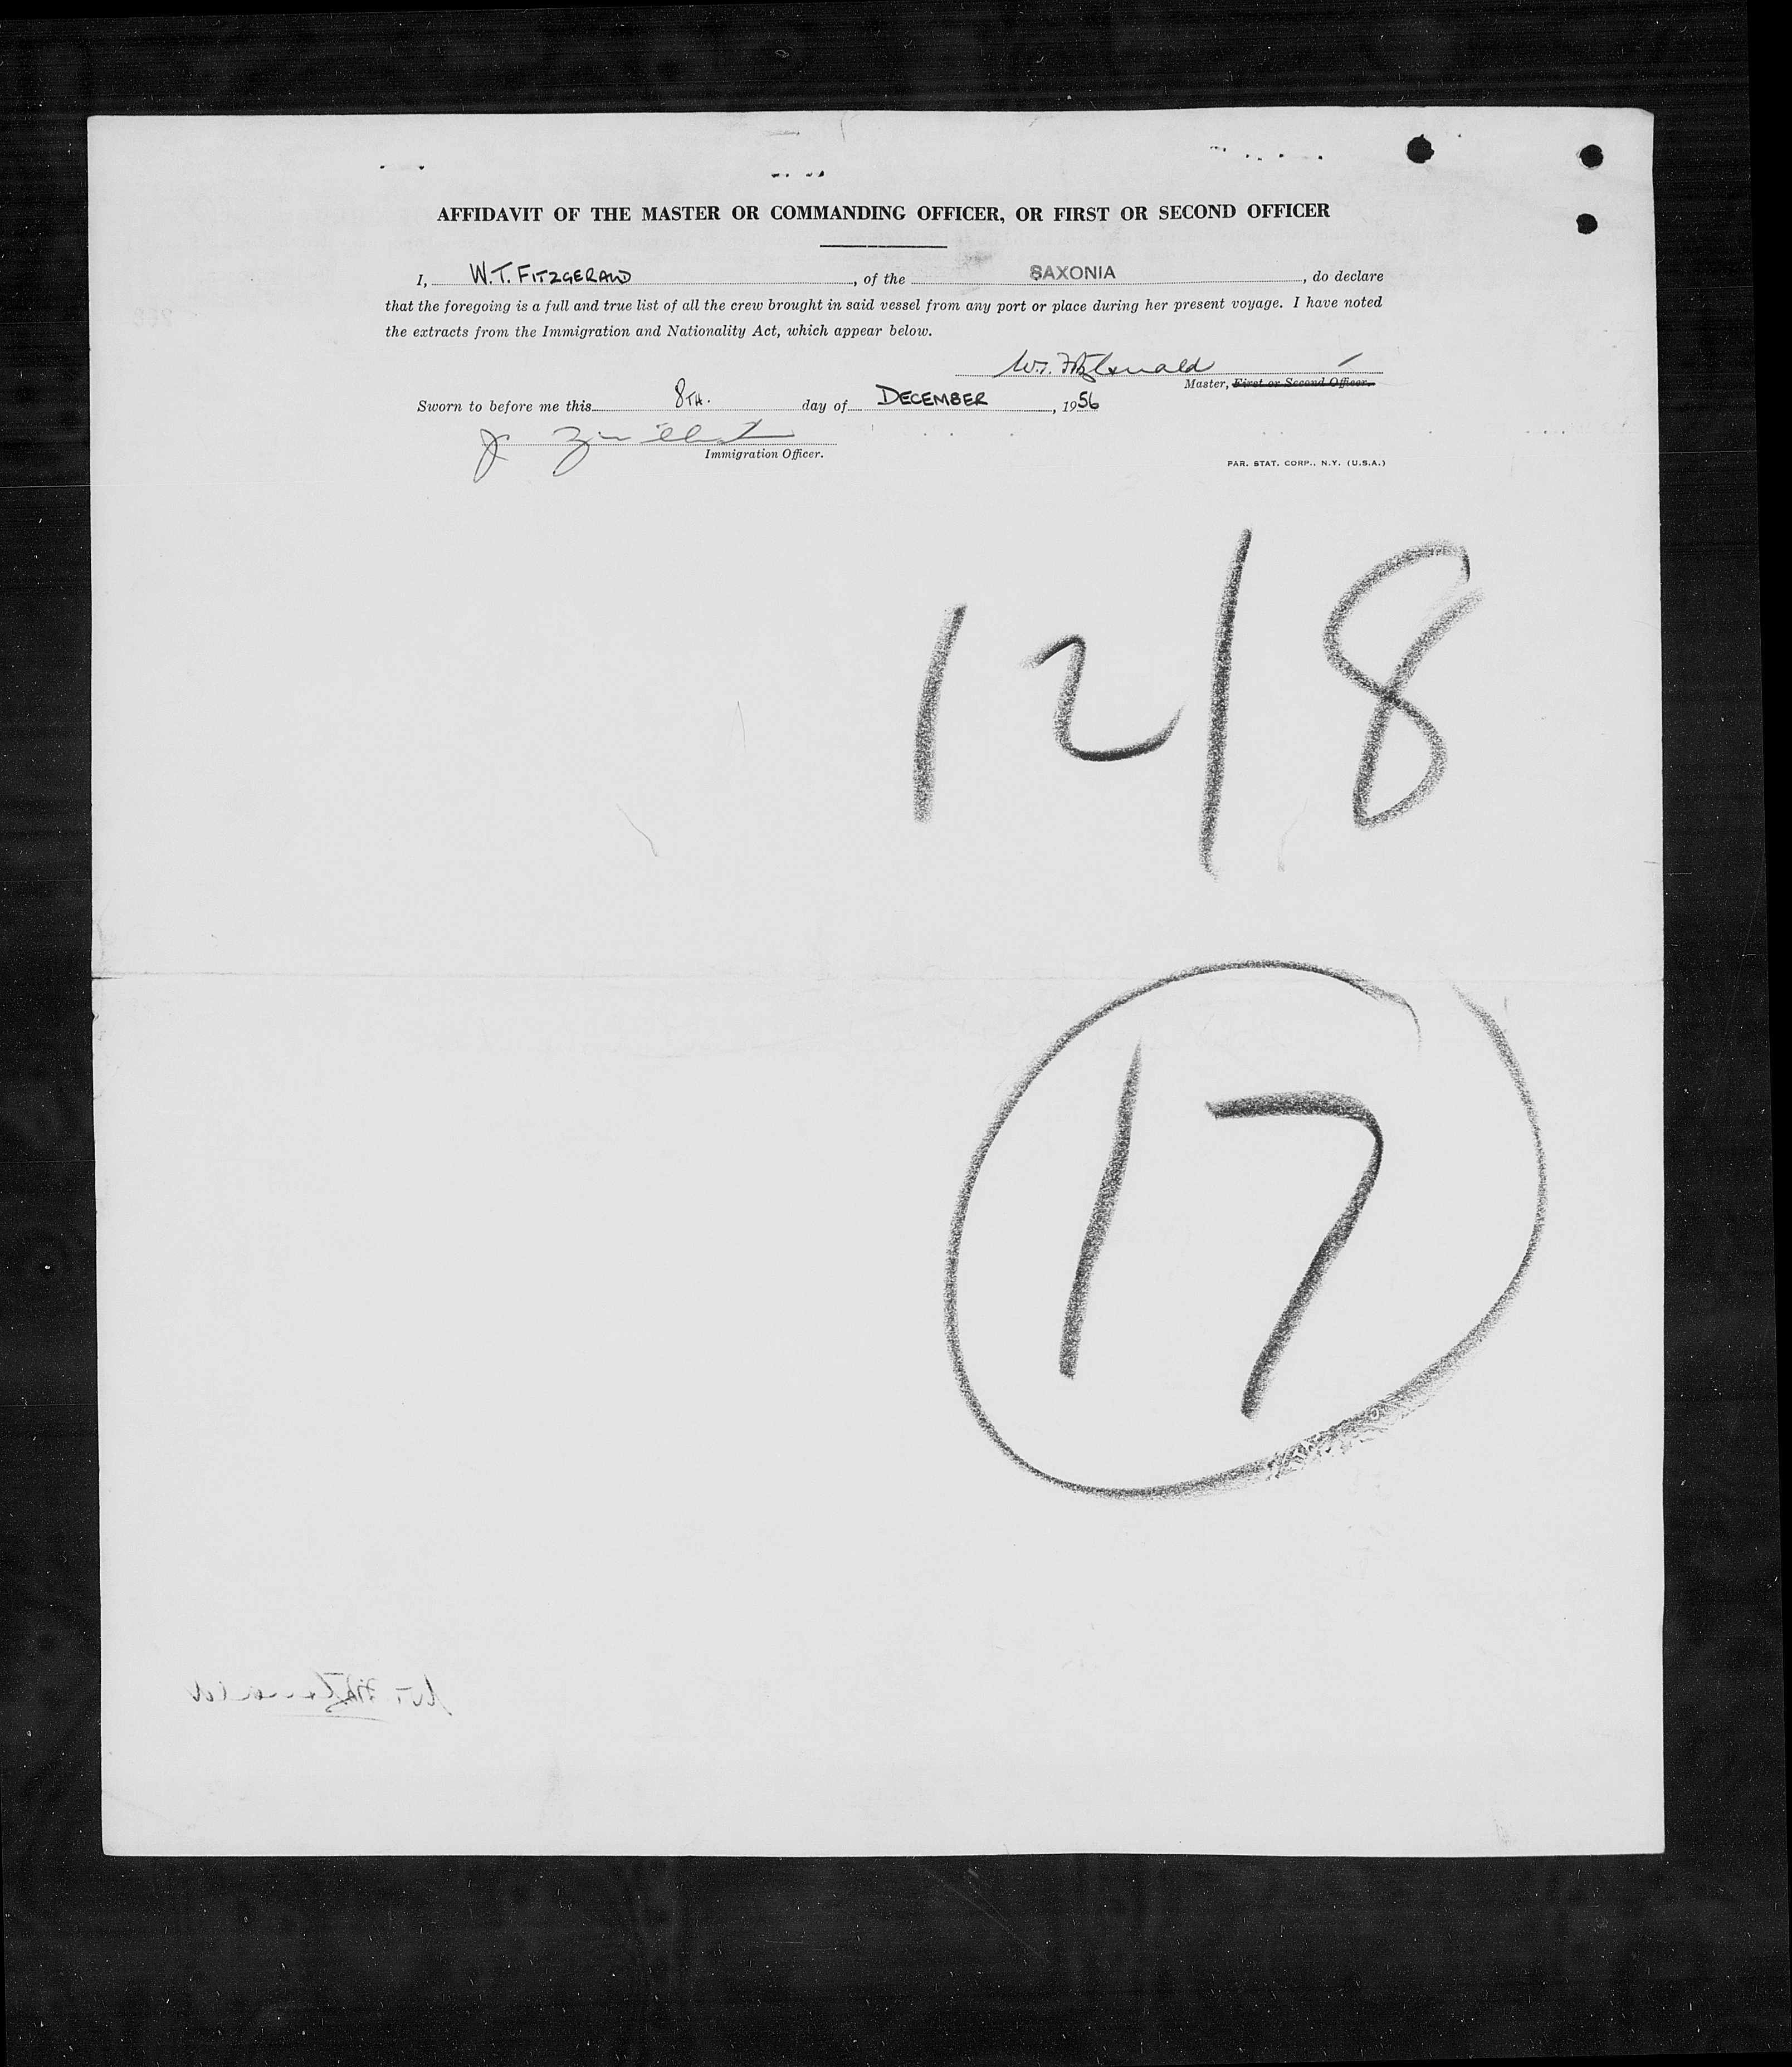 AFFIDAVIT OF THE MASTER OR COMMANDING OFFICER, OR FIRST OR SECOND OFFICER
I, W.T. FITZGERALD, of the SAXONIA, do declare
that the foregoing is a full and true list of all the crew brought in said vessel from any port or place during her present voyage. I have noted
the extracts from the Immigration and Nationality Act, which appear below.
W.T. Fitzgerald
Master, First or Second Officer.
Sworn to before me this 8TH. day of DECEMBER, 1956
Immigration Officer.
PAR. STAT. CORP., N.Y. (U.S.A.)
12/8
17